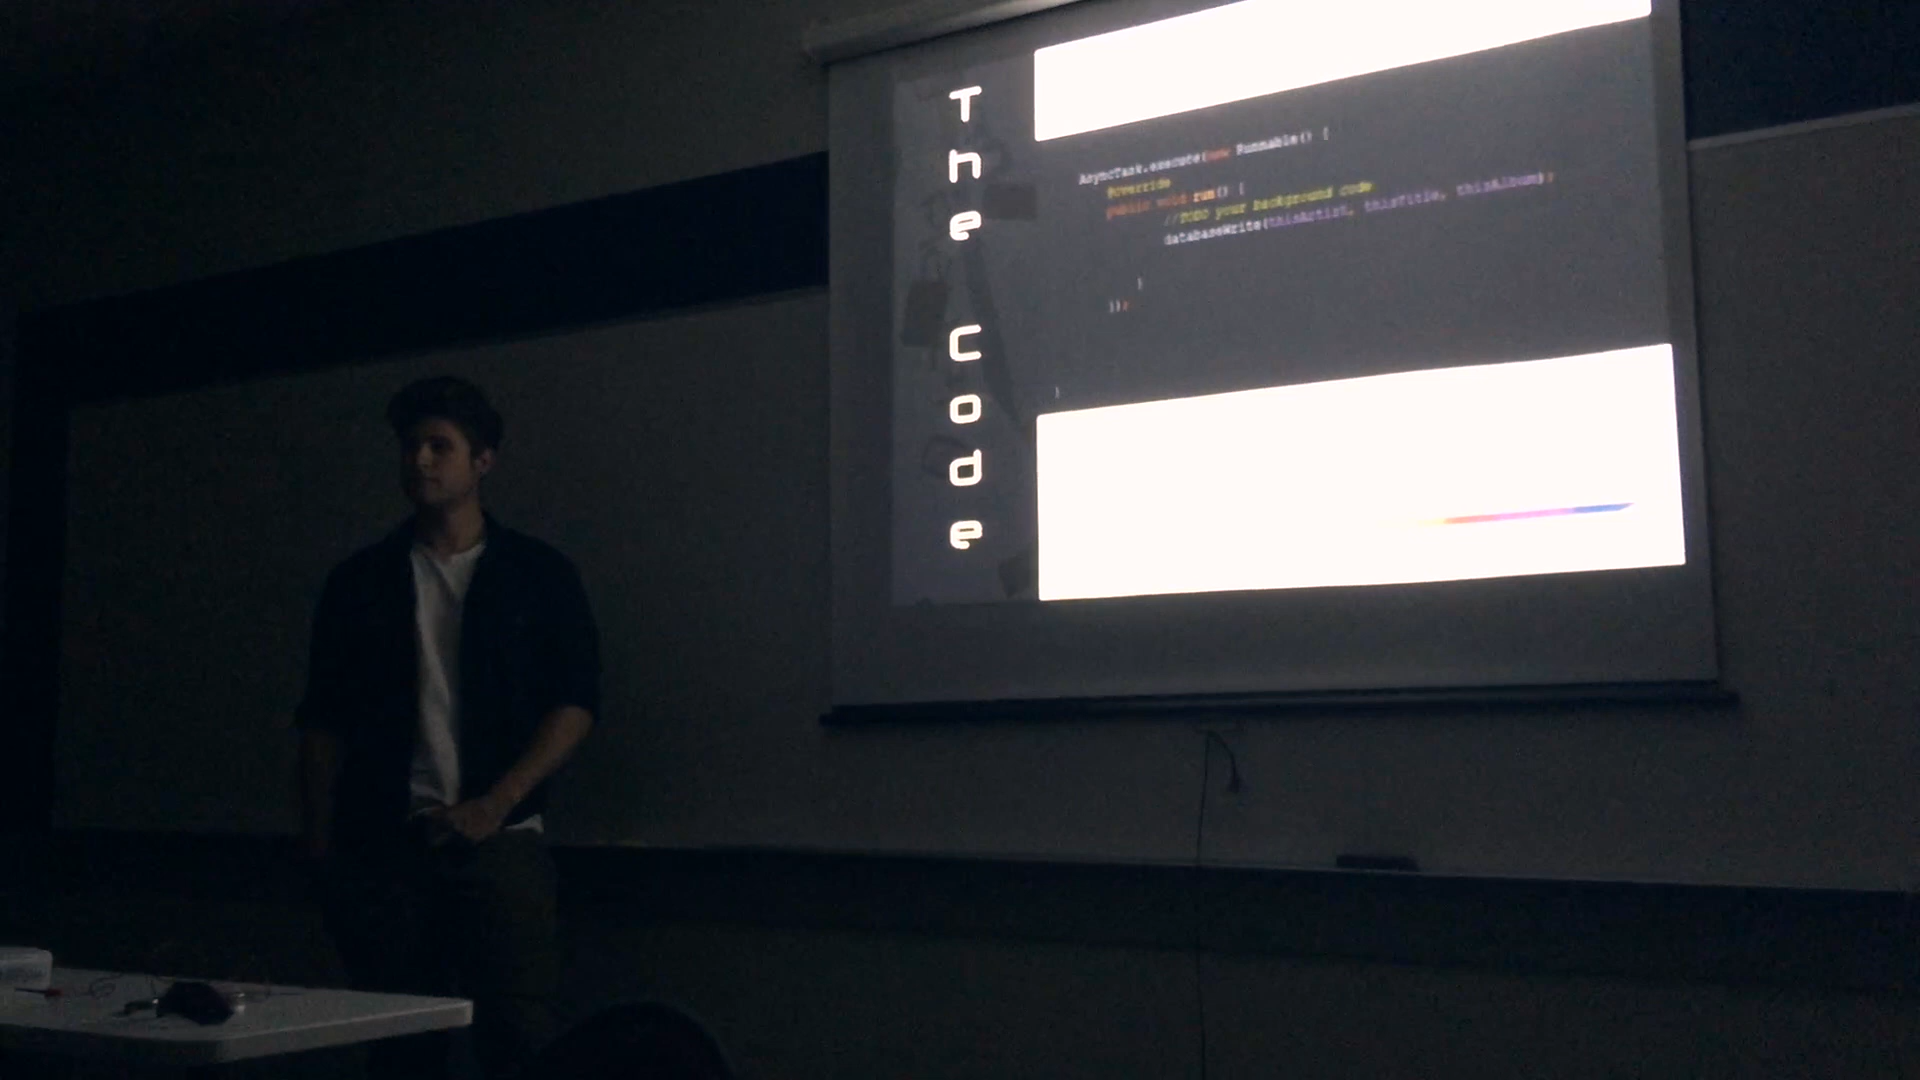 The Code
AsyncTask.execute(new Runnable() {
@Override
public void run() {
//TODO your background code
databaseWrite(thisArtist, thisTitle, thisAlbum);
}
});
}